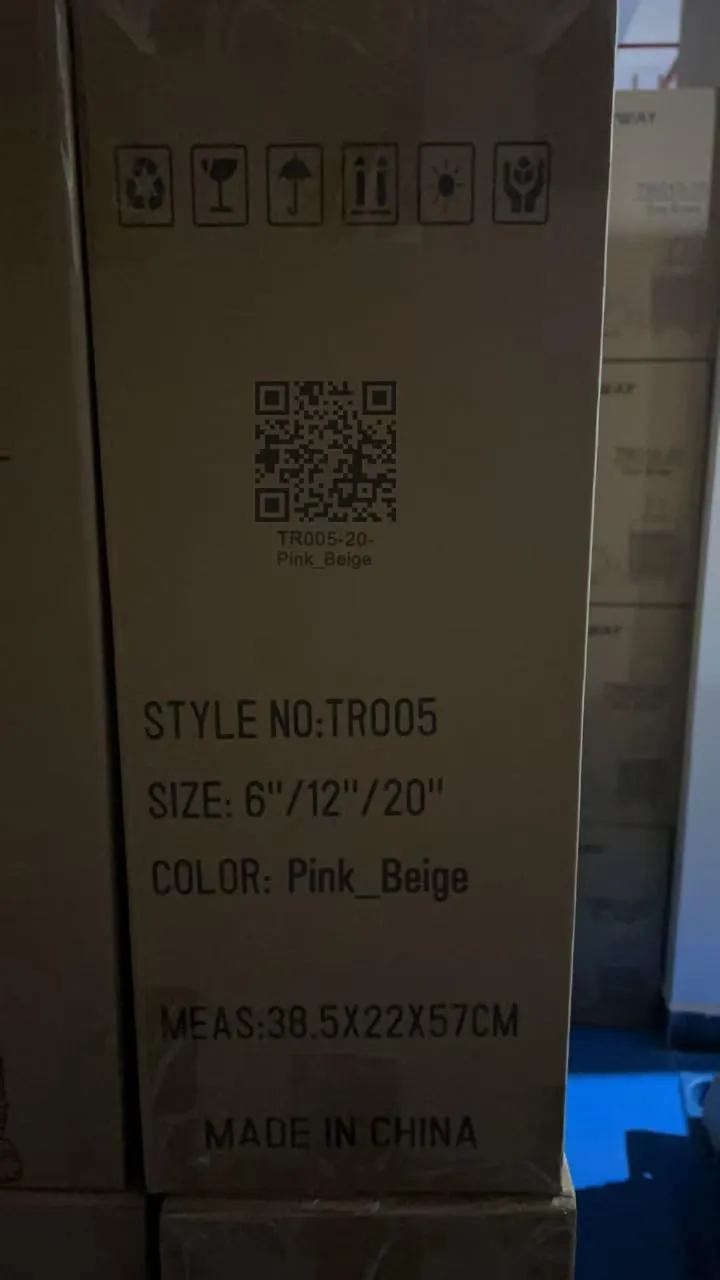 TR005-20-
Pink_Beige
STYLE NO:TR005
SIZE: 6"/12"/20"
COLOR: Pink_Beige
MEAS:38.5X22X57CM
MADE IN CHINA